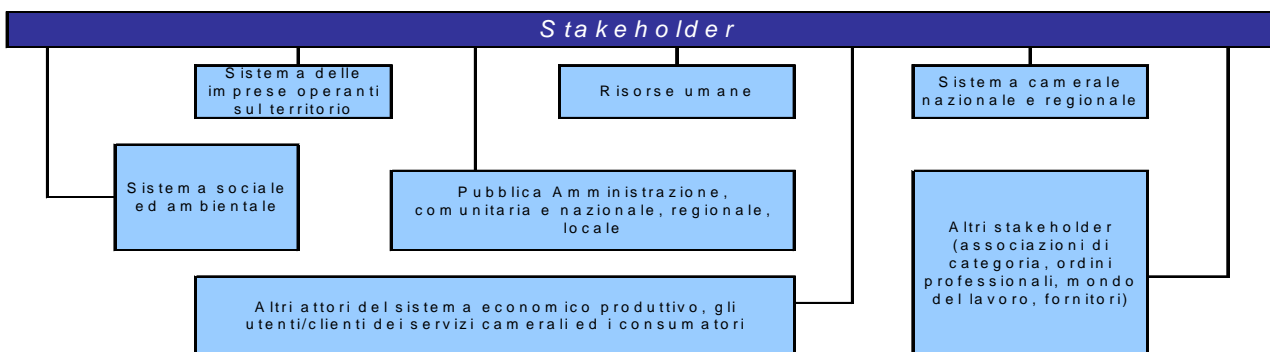 Stakeholder
Sistema delle
imprese operanti
sul territorio
Risorse umane
Sistema camerale
nazionale e regionale
Sistema sociale
ed ambientale
Pubblica Amministrazione,
comunitaria e nazionale, regionale,
locale
Altri stakeholder
(associazioni di
categoria, ordini
professionali, mondo
del lavoro, fornitori)
Altri attori del sistema economico produttivo, gli
utenti/clienti dei servizi camerali ed i consumatori